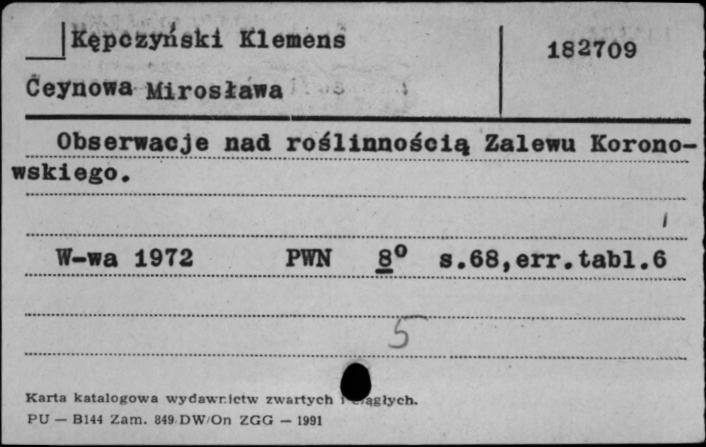 Kępczyński Klemens 182709
Ceynowa Mirosława
Obserwacje nad roślinnością Zalewu Korono-
wskiego.
W-wa 1972 PWN 8° s.68,err.tabl.6
5
Karta katalogowa wydawnictw zwartych i ciągłych.
PU — B144 Zam. 849 DW/On ZGG — 1991